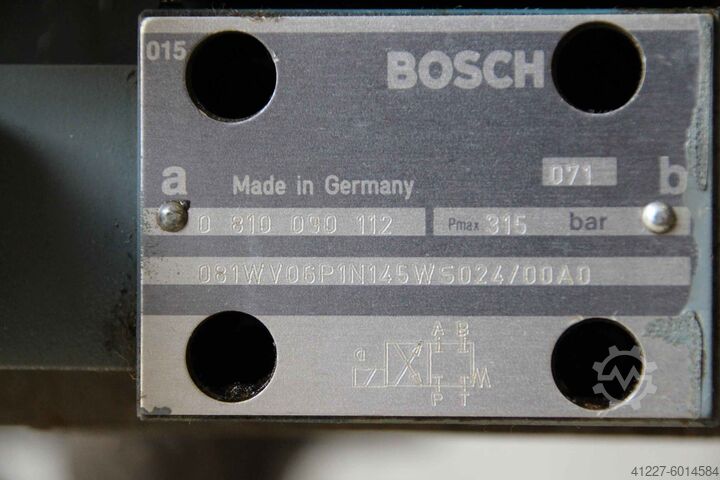 015
BOSCH
071
a
b
Made in Germany
0 810 090 112
Pmax 315 bar
081WV06P1N145WS024/00A0
A B
a
P T
41227-6014584